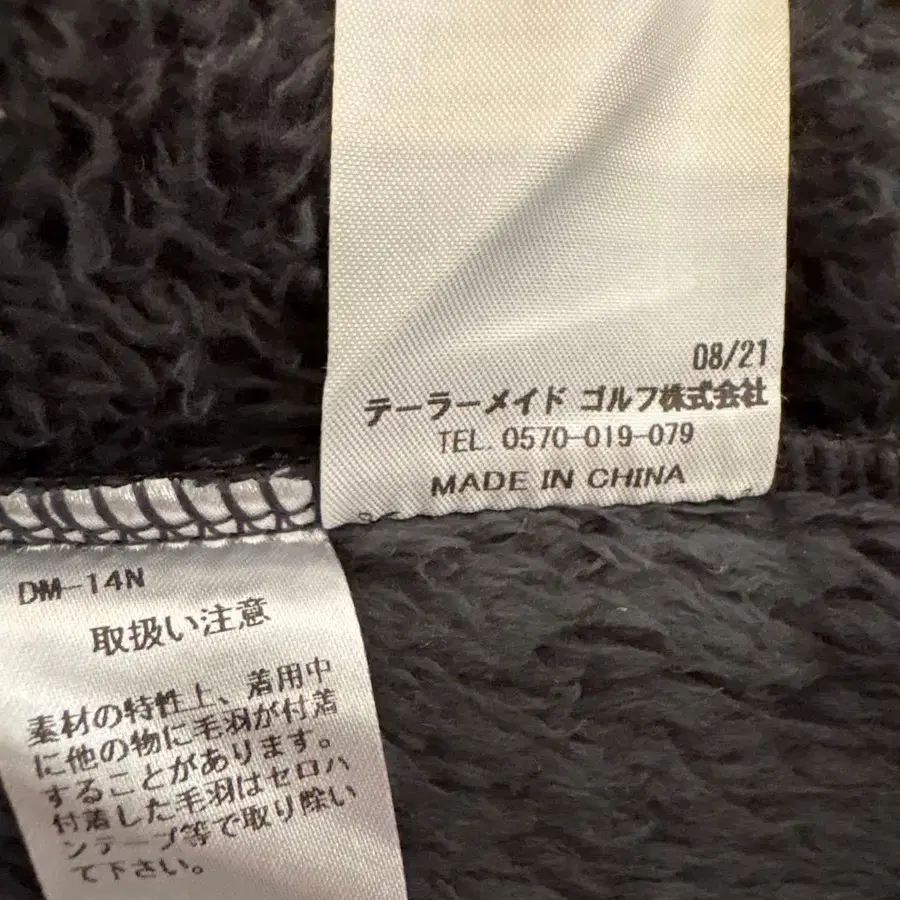 08/21
テーラーメイド ゴルフ株式会社
TEL. 0570-019-079
MADE IN CHINA
DM-14N
取扱い注意
素材の特性上、着用中
に他の物に毛羽が付着
することがあります。
付着した毛羽はセロハ
ンテープ等で取り除い
て下さい。